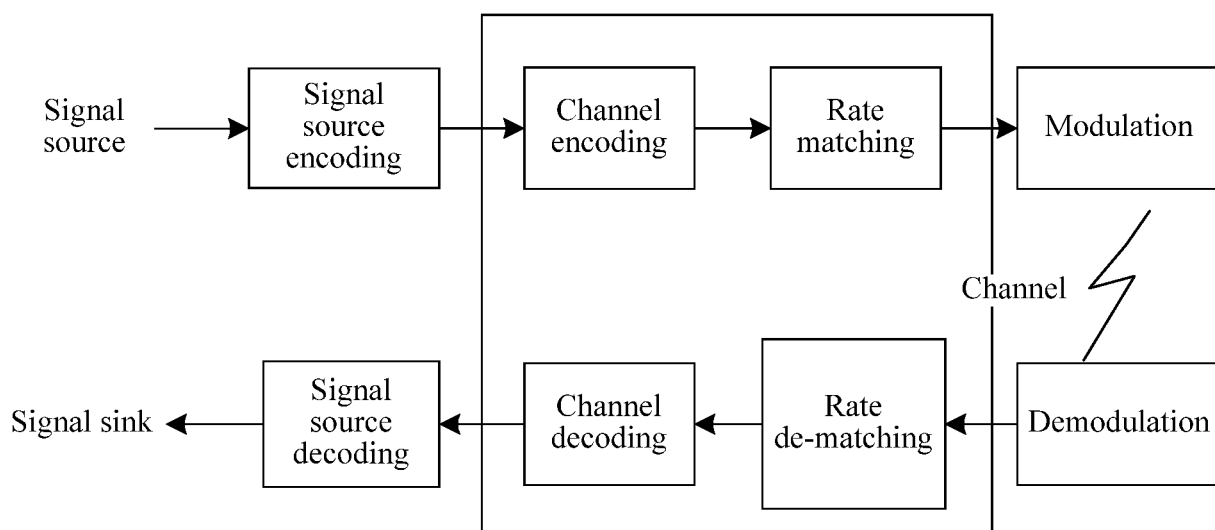 Signal
source
Signal
source
encoding
Channel
encoding
Rate
matching
Modulation
Channel
Signal sink
Signal
source
decoding
Channel
decoding
Rate
de-matching
Demodulation